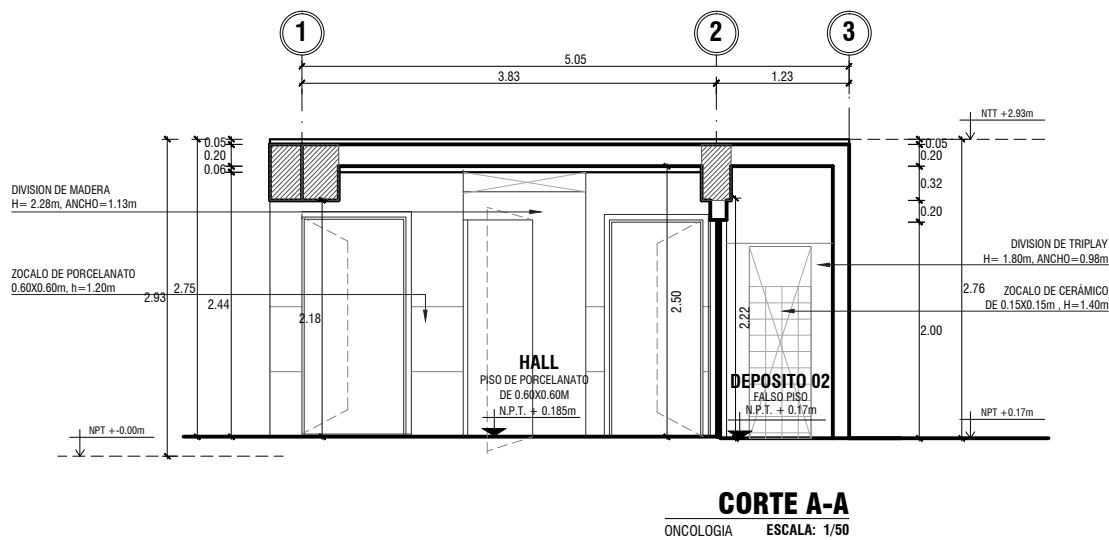 1
2
3
5.05
3.83
1.23
NTT +2.93m
0.05
0.20
0.06
0.05
0.20
0.32
0.20
DIVISION DE MADERA
H= 2.28m, ANCHO=1.13m
DIVISION DE TRIPLAY
H= 1.80m, ANCHO=0.98m
ZOCALO DE PORCELANATO
0.60X0.60m, h=1.20m
2.93
2.75
2.44
2.18
2.50
2.22
2.76
2.00
ZOCALO DE CERÁMICO
DE 0.15X0.15m , H=1.40m
HALL
PISO DE PORCELANATO
DE 0.60X0.60M
N.P.T. + 0.185m
DEPOSITO 02
FALSO PISO
N.P.T. + 0.17m
NPT +-0.00m
NPT +0.17m
CORTE A-A
ONCOLOGIA ESCALA: 1/50